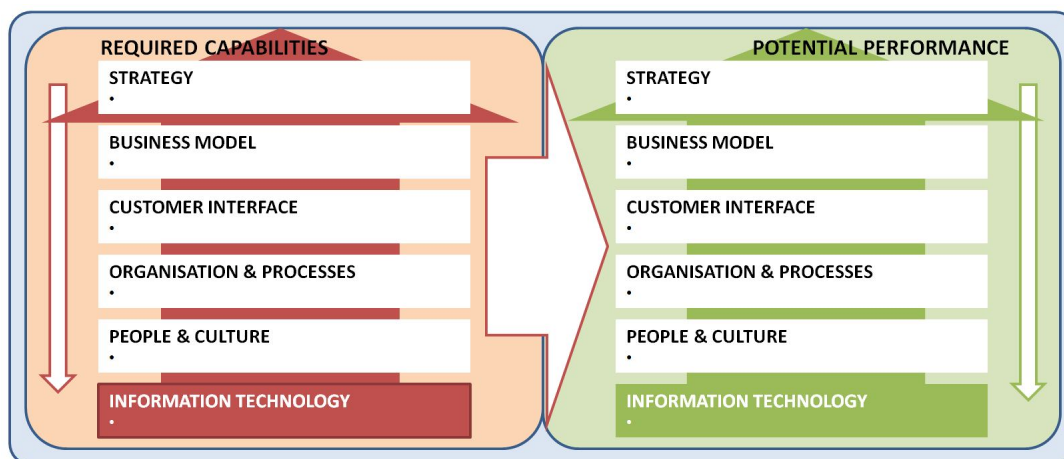 REQUIRED CAPABILITIES
STRATEGY
•
BUSINESS MODEL
•
CUSTOMER INTERFACE
•
ORGANISATION & PROCESSES
•
PEOPLE & CULTURE
•
INFORMATION TECHNOLOGY
•
POTENTIAL PERFORMANCE
STRATEGY
•
BUSINESS MODEL
•
CUSTOMER INTERFACE
•
ORGANISATION & PROCESSES
•
PEOPLE & CULTURE
•
INFORMATION TECHNOLOGY
•